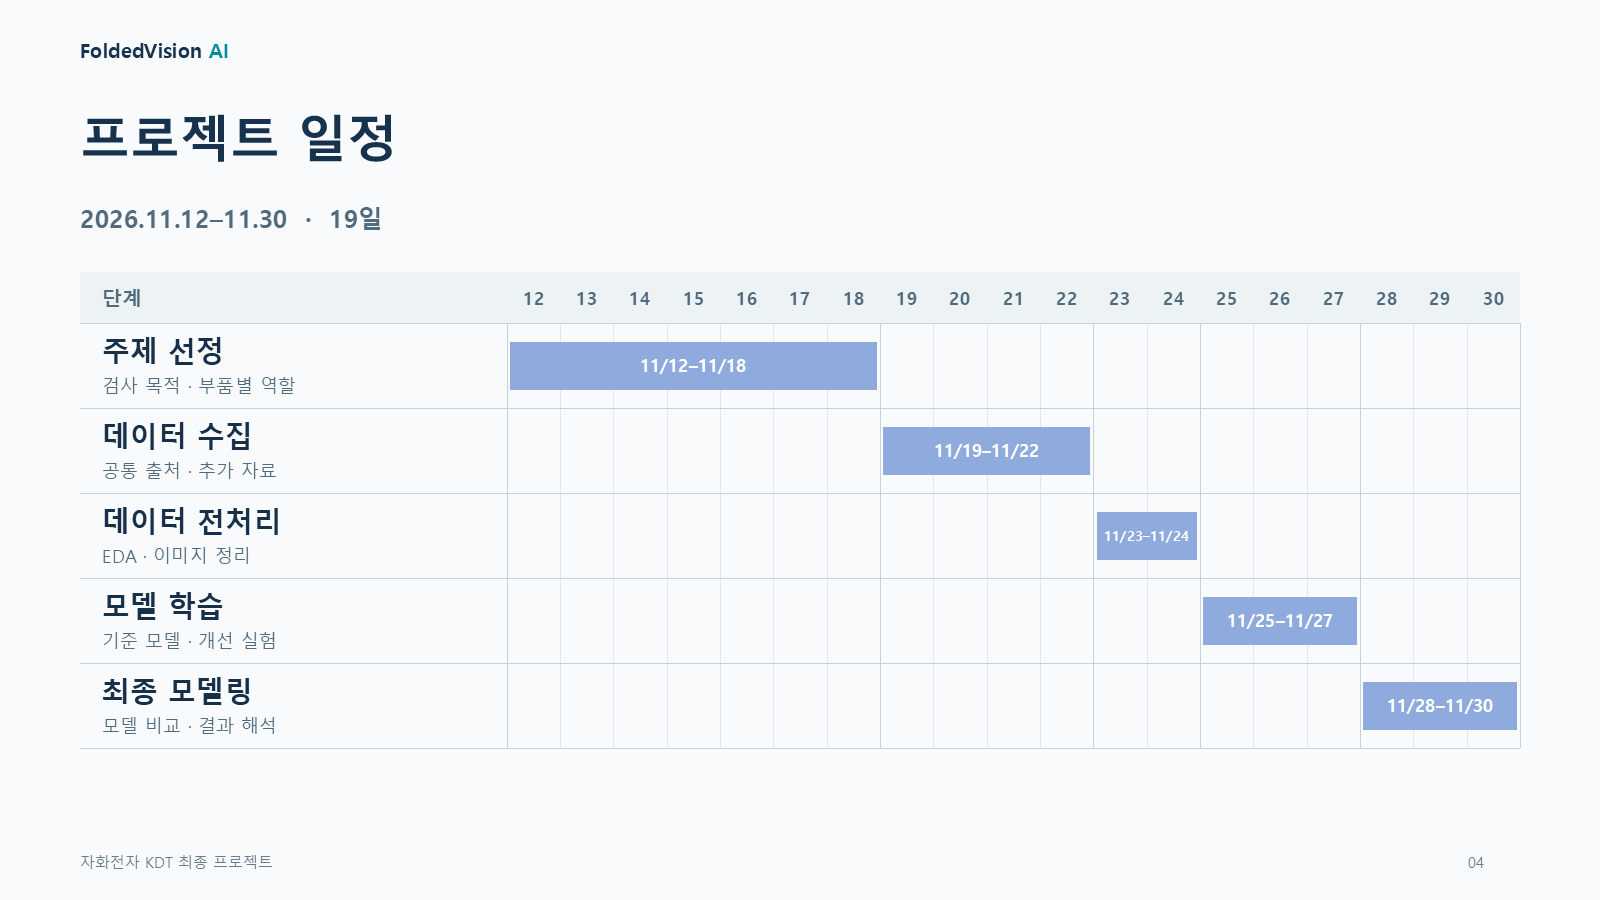 FoldedVision AI
프로젝트 일정
2026.11.12–11.30 · 19일
단계 12 13 14 15 16 17 18 19 20 21 22 23 24 25 26 27 28 29 30
주제 선정
11/12–11/18
검사 목적 · 부품별 역할
데이터 수집
11/19–11/22
공통 출처 · 추가 자료
데이터 전처리
11/23–11/24
EDA · 이미지 정리
모델 학습
11/25–11/27
기준 모델 · 개선 실험
최종 모델링
11/28–11/30
모델 비교 · 결과 해석
자화전자 KDT 최종 프로젝트
04